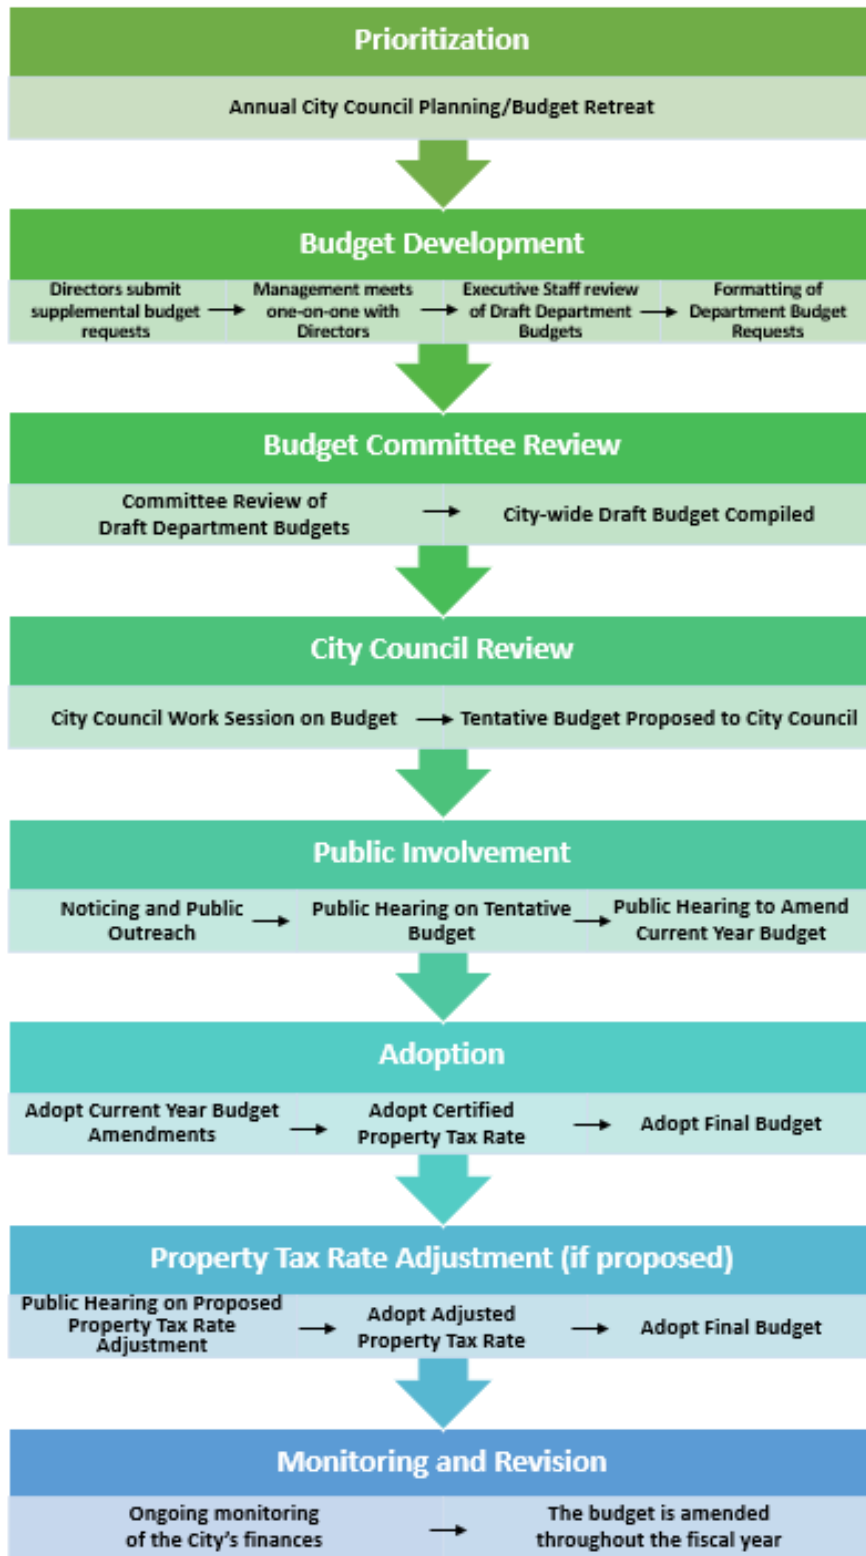 Prioritization
Annual City Council Planning/Budget Retreat
Budget Development
Directors submit
supplemental budget
requests
Management meets
one-on-one with
Directors
Executive Staff review
of Draft Department
Budgets
Formatting of
Department Budget
Requests
Budget Committee Review
Committee Review of
Draft Department Budgets
City-wide Draft Budget Compiled
City Council Review
City Council Work Session on Budget
Tentative Budget Proposed to City Council
Public Involvement
Noticing and Public
Outreach
Public Hearing on Tentative
Budget
Public Hearing to Amend
Current Year Budget
Adoption
Adopt Current Year Budget
Amendments
Adopt Certified
Property Tax Rate
Adopt Final Budget
Property Tax Rate Adjustment (if proposed)
Public Hearing on Proposed
Property Tax Rate
Adjustment
Adopt Adjusted
Property Tax Rate
Adopt Final Budget
Monitoring and Revision
Ongoing monitoring
of the City's finances
The budget is amended
throughout the fiscal year